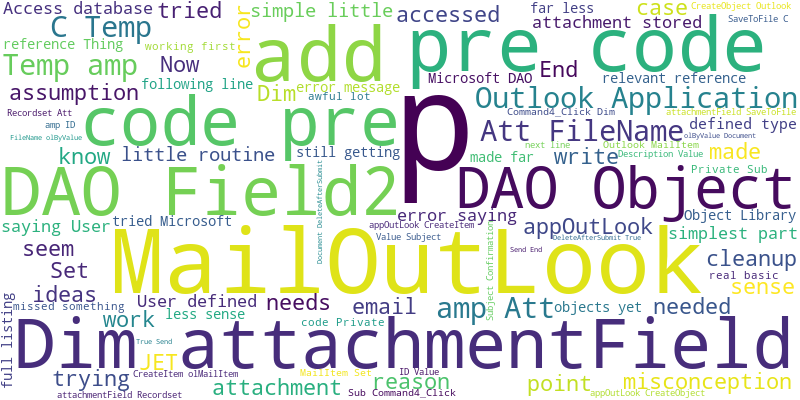 Access database tried simple little accessed far less case CreateObject Outlook SaveToFile C
C Temp error add pre code attachment stored
reference Thing working first
Temp amp Now error message Microsoft DAO End relevant reference
assumption following line Dim awful lot Outlook Application
Recordset Att code pre p Command4_Click Dim attachmentField SaveToFile
amp ID Att FileName defined type
FileName olByValue olByValue Document
know little routine still getting made far write next line Outlook MailItem Description Value made
DAO Field2 DAO Object Private Sub
saying User tried Microsoft error saying appOutLook Object Library
seem Document DeleteAfterSubmit MailOutLook appOutLook CreateItem DeleteAfterSubmit True simplest part
Set Value Subject Subject Confirmation Send End cleanup
ideas User defined needs email amp Att objects yet needed real basic
full listing missed something sense
Dim attachmentField
work less sense code Private
JET True Send MailItem Set
trying CreateItem olMailItem ID Value reason point misconception
attachmentField Recordset attachment Sub Command4_Click appOutLook CreateObject